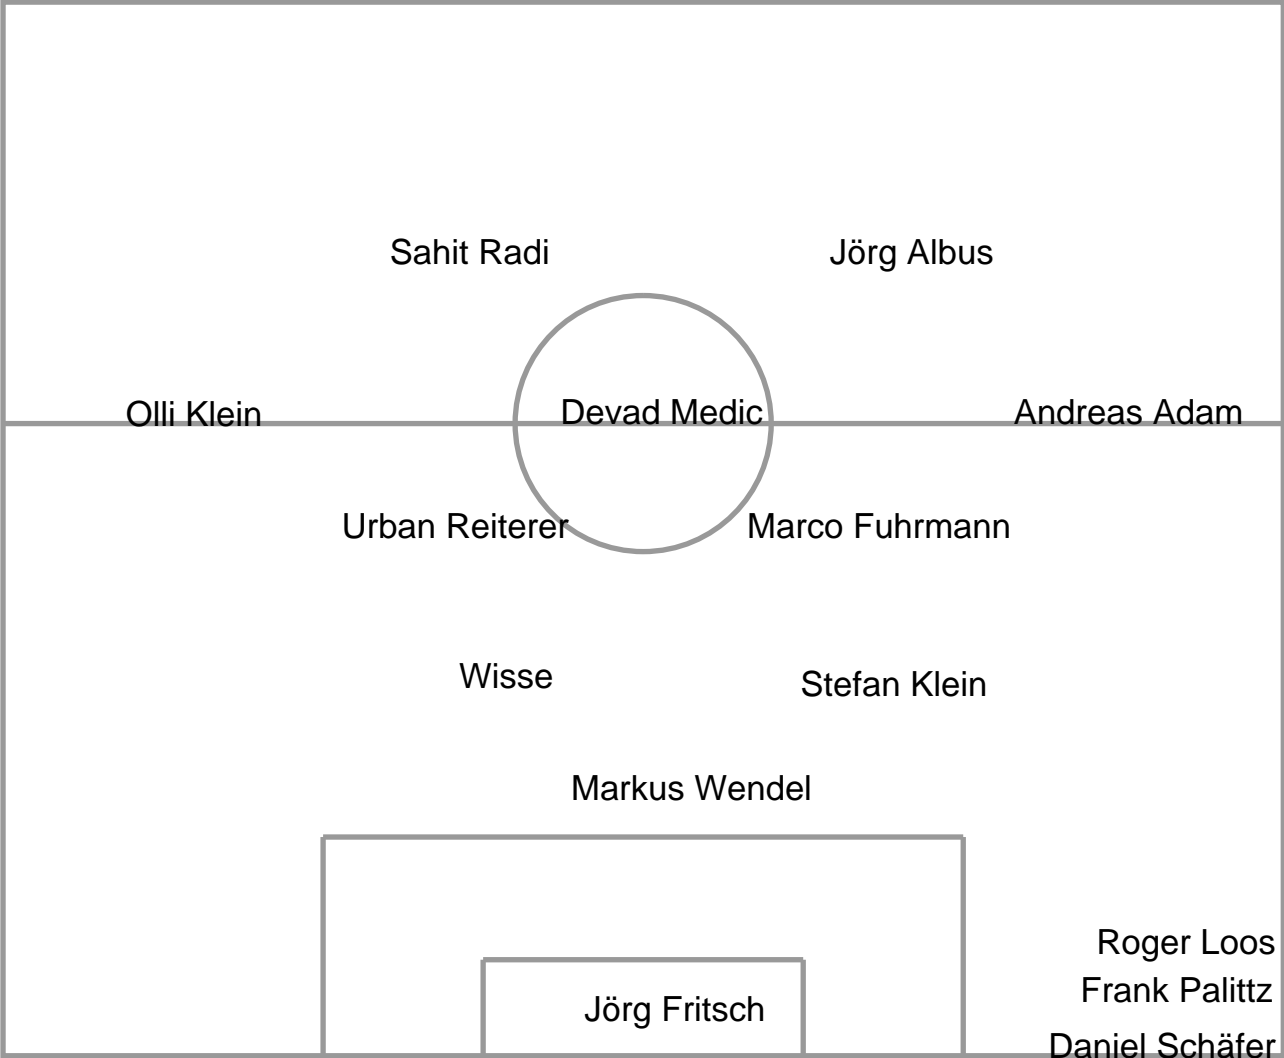 Sahit Radi
Jörg Albus
Olli Klein
Devad Medic
Andreas Adam
Urban Reiterer
Marco Fuhrmann
Wisse
Stefan Klein
Markus Wendel
Roger Loos
Frank Palittz
Jörg Fritsch
Daniel Schäfer